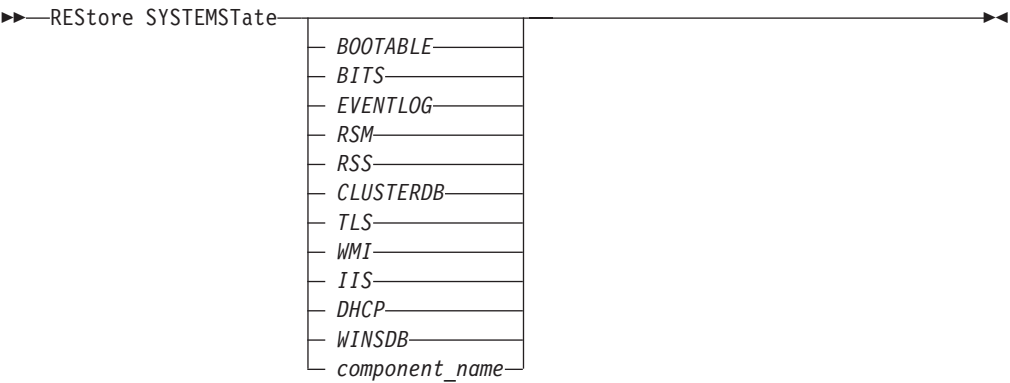 REStore SYSTEMSTate
BOOTABLE
BITS
EVENTLOG
RSM
RSS
CLUSTERDB
TLS
WMI
IIS
DHCP
WINSDB
component_name